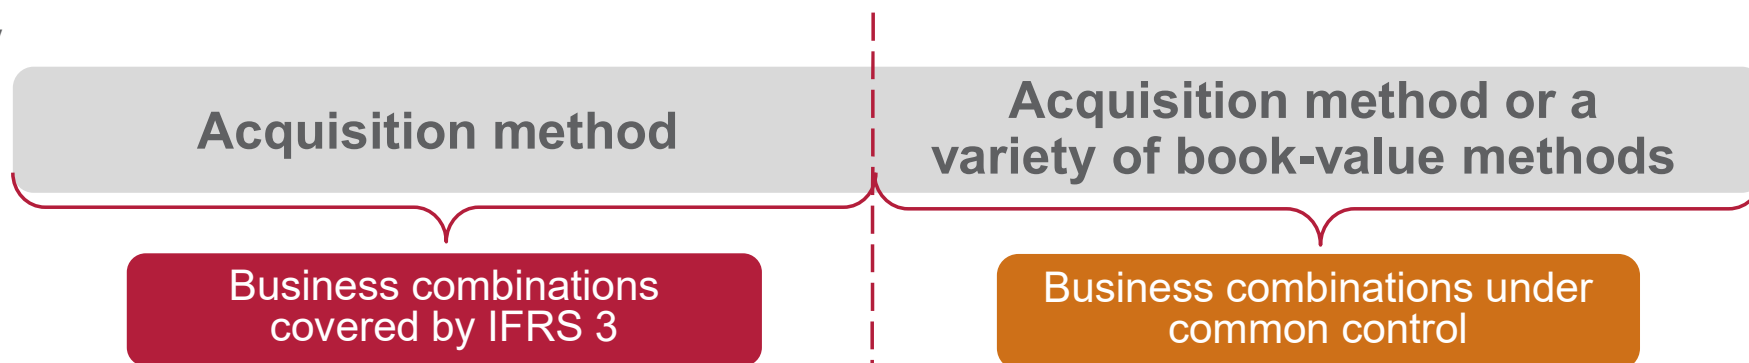 Acquisition method
Acquisition method or a
variety of book-value methods
Business combinations
covered by IFRS 3
Business combinations under
common control